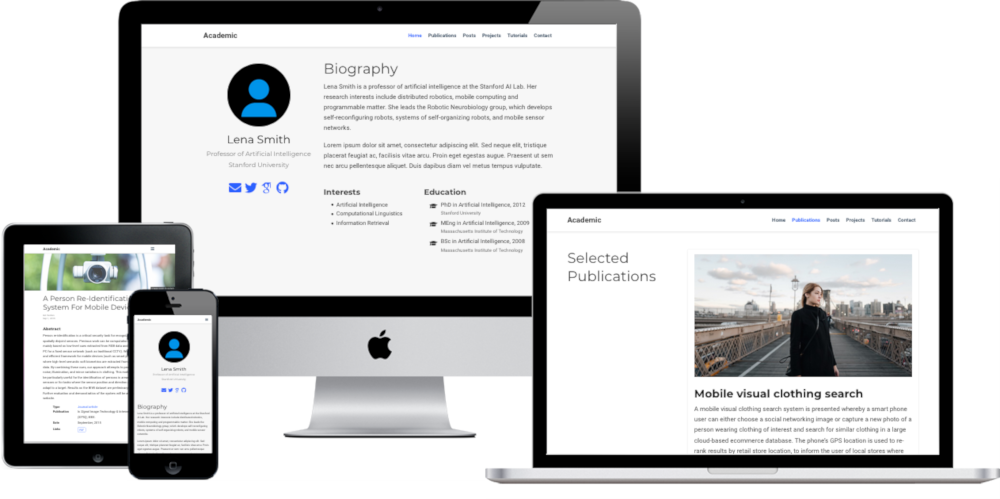 Academic
Home Publications Posts Projects Tutorials Contact
Biography
Lena Smith is a professor of artificial intelligence at the Stanford AI Lab. Her
research interests include distributed robotics, mobile computing and
programmable matter. She leads the Robotic Neurobiology group, which develops
self-reconfiguring robots, systems of self-organizing robots, and mobile sensor
networks.
Lorem ipsum dolor sit amet, consectetur adipiscing elit. Sed neque elit, tristique
placerat feugiat ac, facilisis vitae arcu. Proin eget egestas augue. Praesent ut sem
nec arcu pellentesque aliquet. Duis dapibus diam vel metus tempus vulputate.
Lena Smith
Professor of Artificial Intelligence
Stanford University
Interests
Artificial Intelligence
Computational Linguistics
Information Retrieval
Education
PhD in Artificial Intelligence, 2012
Stanford University
MEng in Artificial Intelligence, 2009
Massachusetts Institute of Technology
BSc in Artificial Intelligence, 2008
Massachusetts Institute of Technology
Academic
Home Publications Posts Projects Tutorials Contact
Selected
Publications
Mobile visual clothing search
A mobile visual clothing search system is presented whereby a smart phone
user can either choose a social networking image or capture a new photo of a
person wearing clothing of interest and search for similar clothing in a large
cloud-based ecommerce database. The phone's GPS location is used to re-
rank results by retail store location, to inform the user of local stores where
Academic
A Person Re-Identificati
System For Mobile Devi
Abstract
Academic
Lena Smith
Professor of Artificial Intelligence
Stanford University
Biography